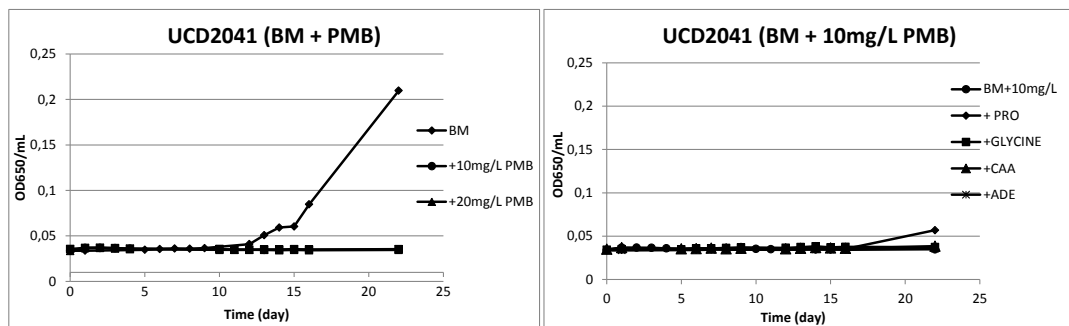 UCD2041 (BM + PMB)
0,25
0,2
0,15
0,1
0,05
0
OD650/mL
0 5 10 15 20 25
Time (day)
BM
+10mg/L PMB
+20mg/L PMB
UCD2041 (BM + 10mg/L PMB)
0,25
0,2
0,15
0,1
0,05
0
OD650/mL
0 5 10 15 20 25
Time (day)
BM+10mg/L
+ PRO
+GLYCINE
+CAA
+ADE